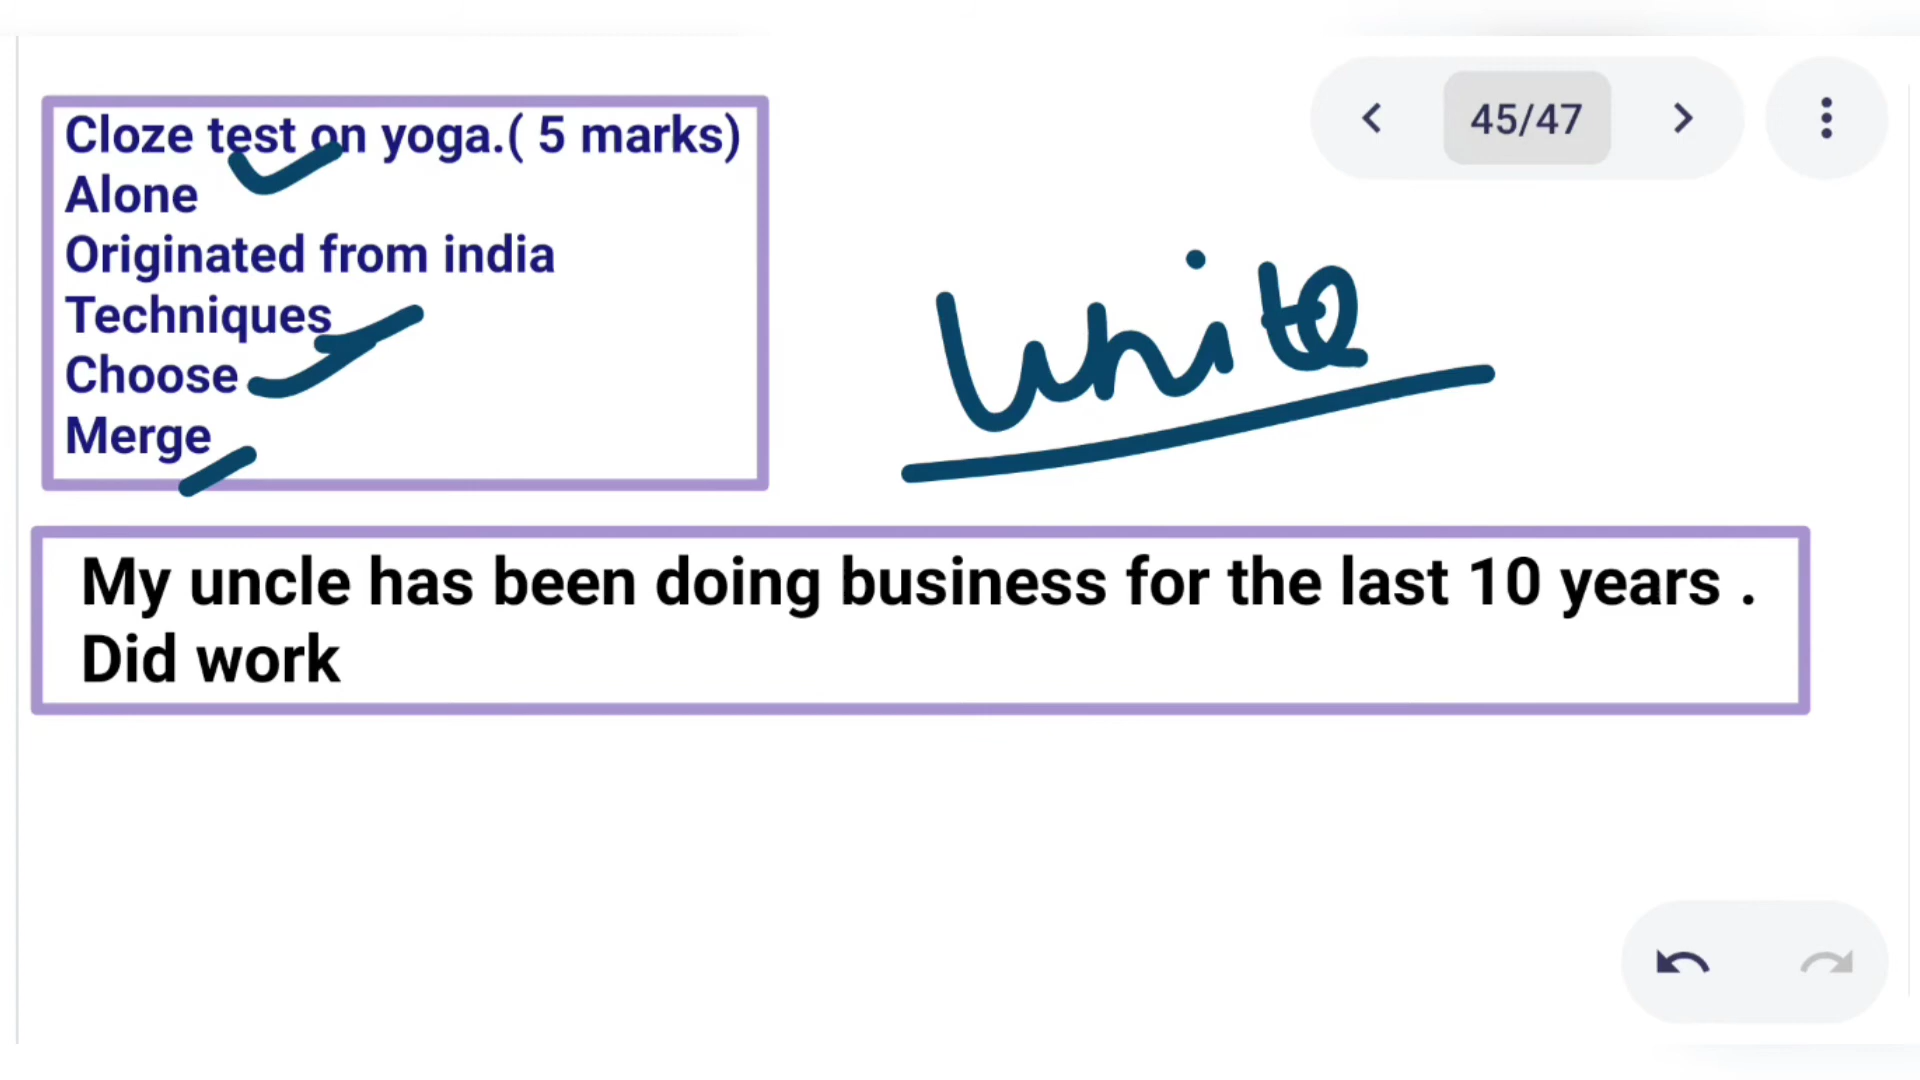 Cloze test on yoga.( 5 marks)
Alone
Originated from india
Techniques
Choose
Merge
45/47
Unite
My uncle has been doing business for the last 10 years .
Did work